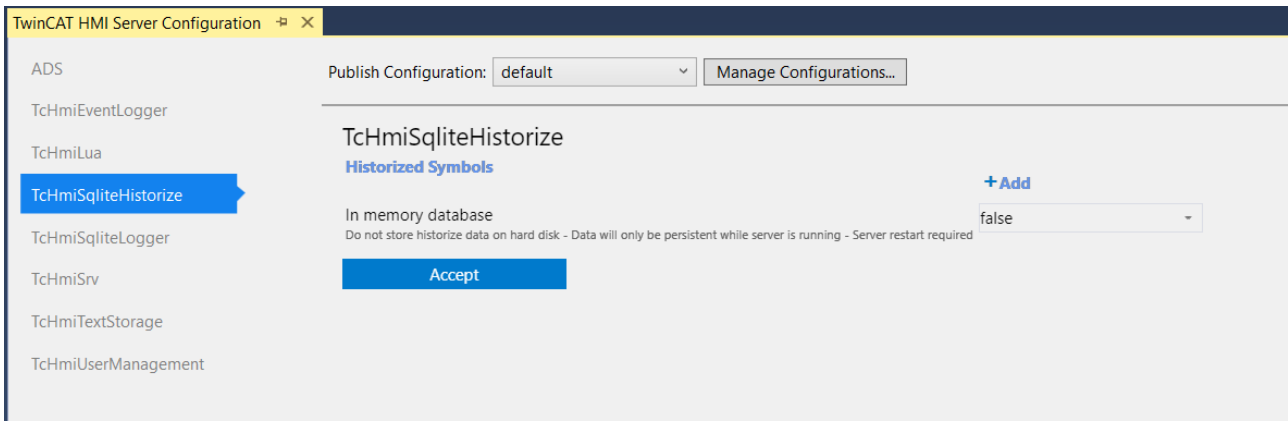 TwinCAT HMI Server Configuration
ADS
TcHmiEventLogger
TcHmiLua
TcHmiSqliteHistorize
TcHmiSqliteLogger
TcHmiSrv
TcHmiTextStorage
TcHmiUserManagement
Publish Configuration: default Manage Configurations...
TcHmiSqliteHistorize
Historized Symbols
+Add
In memory database false
Do not store historize data on hard disk - Data will only be persistent while server is running - Server restart required
Accept